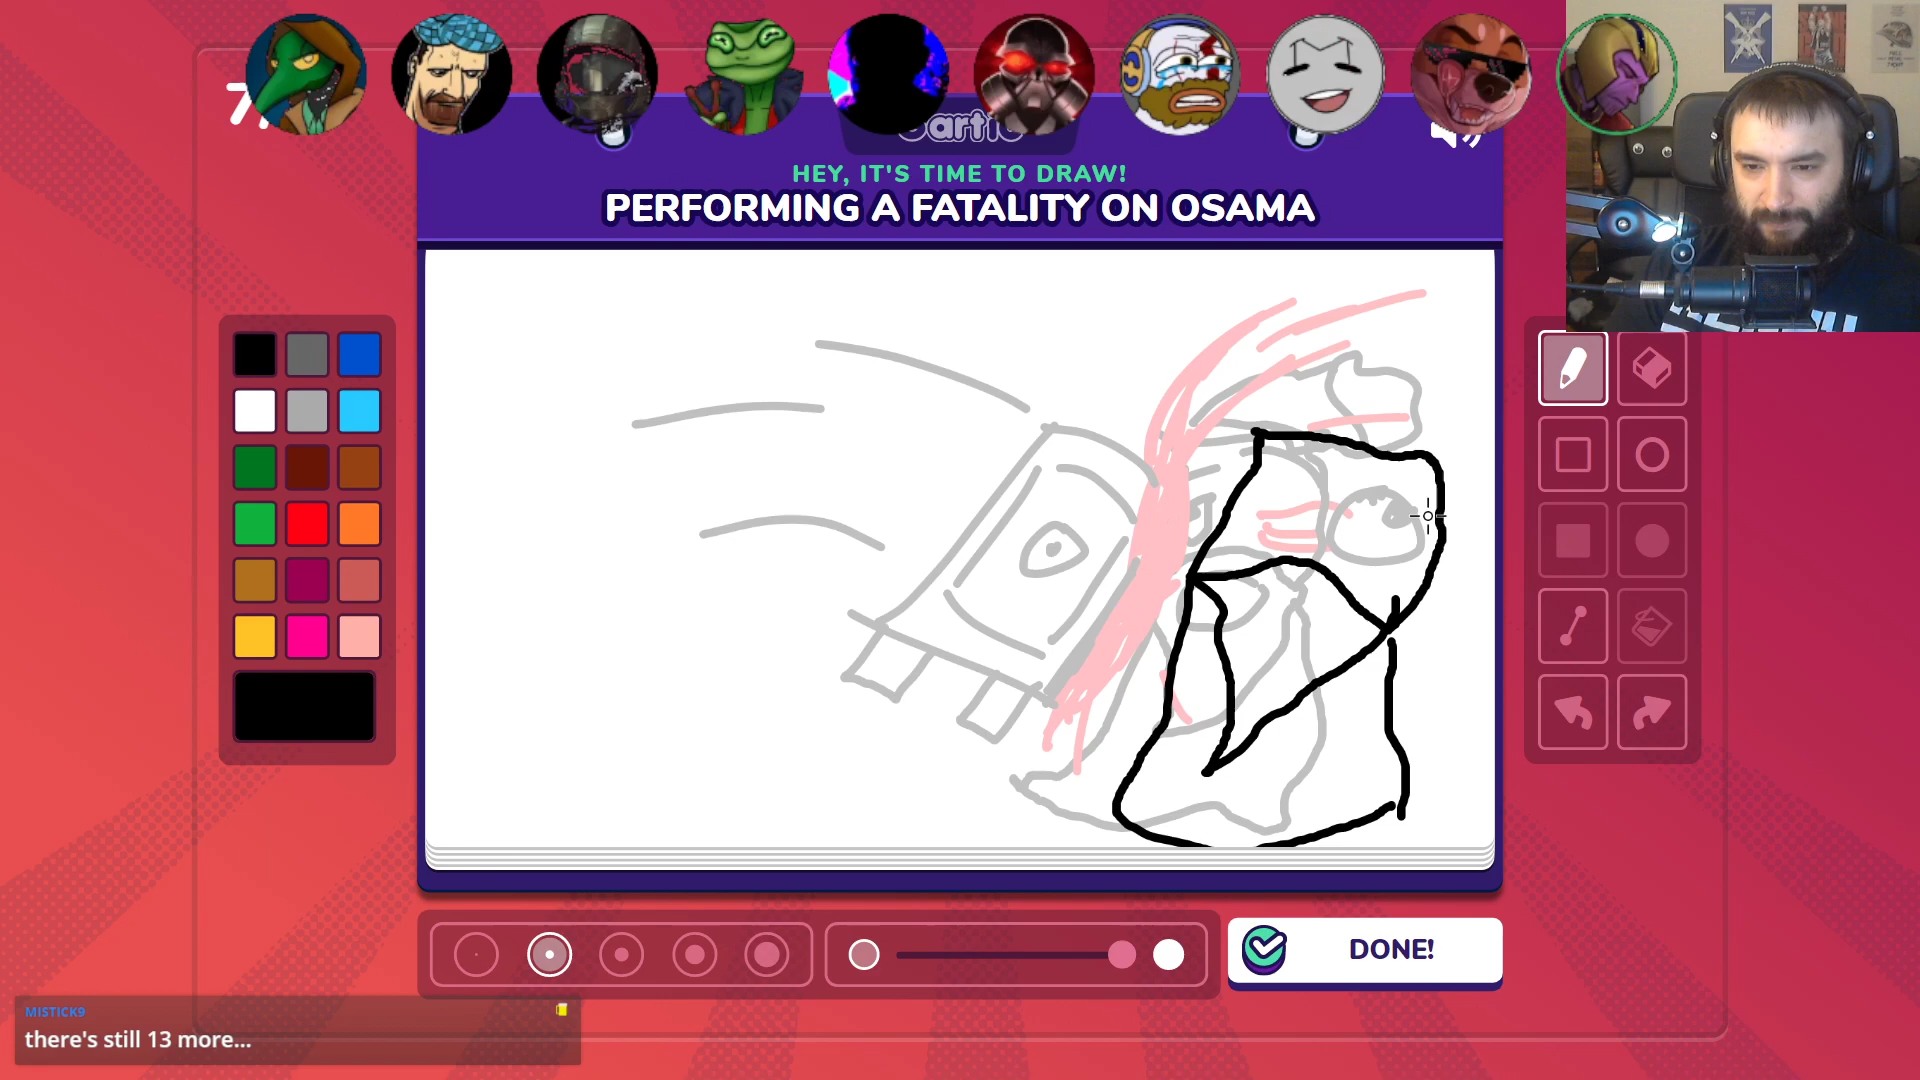 HEY, IT'S TIME TO DRAW!
PERFORMING A FATALITY ON OSAMA
DONE!
MISTICK9
there's still 13 more...